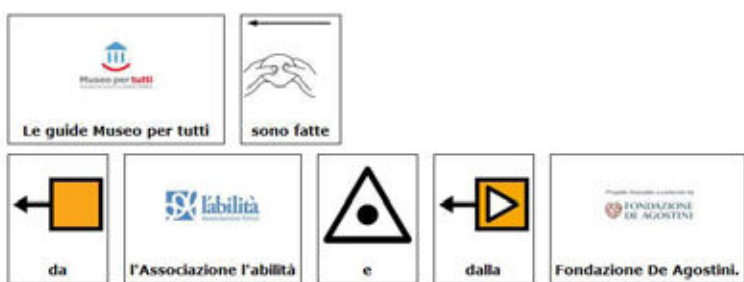 Museo per tutti
Le guide Museo per tutti
sono fatte
l'abilità
FONDAZIONE
DE AGOSTINI
da
l'Associazione l'abilità
e
dalla
Fondazione De Agostini.